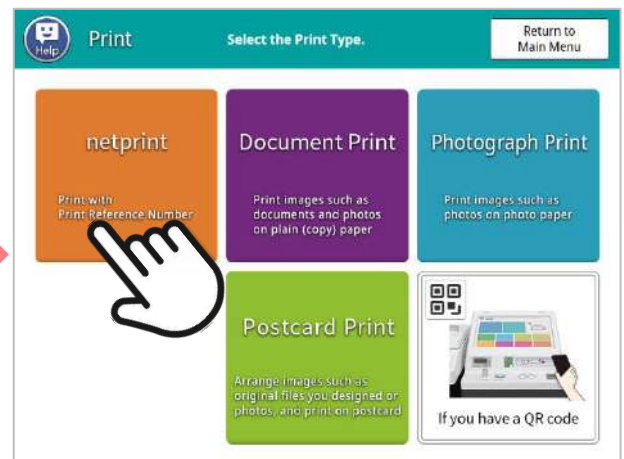 Help
Print
Select the Print Type.
Return to
Main Menu
netprint
Print with
Print Reference Number
Document Print
Print images such as
documents and photos
on plain (copy) paper
Photograph Print
Print images such as
photos on photo paper
Postcard Print
Arrange images such as
original files you designed or
photos, and print on postcard
If you have a QR code